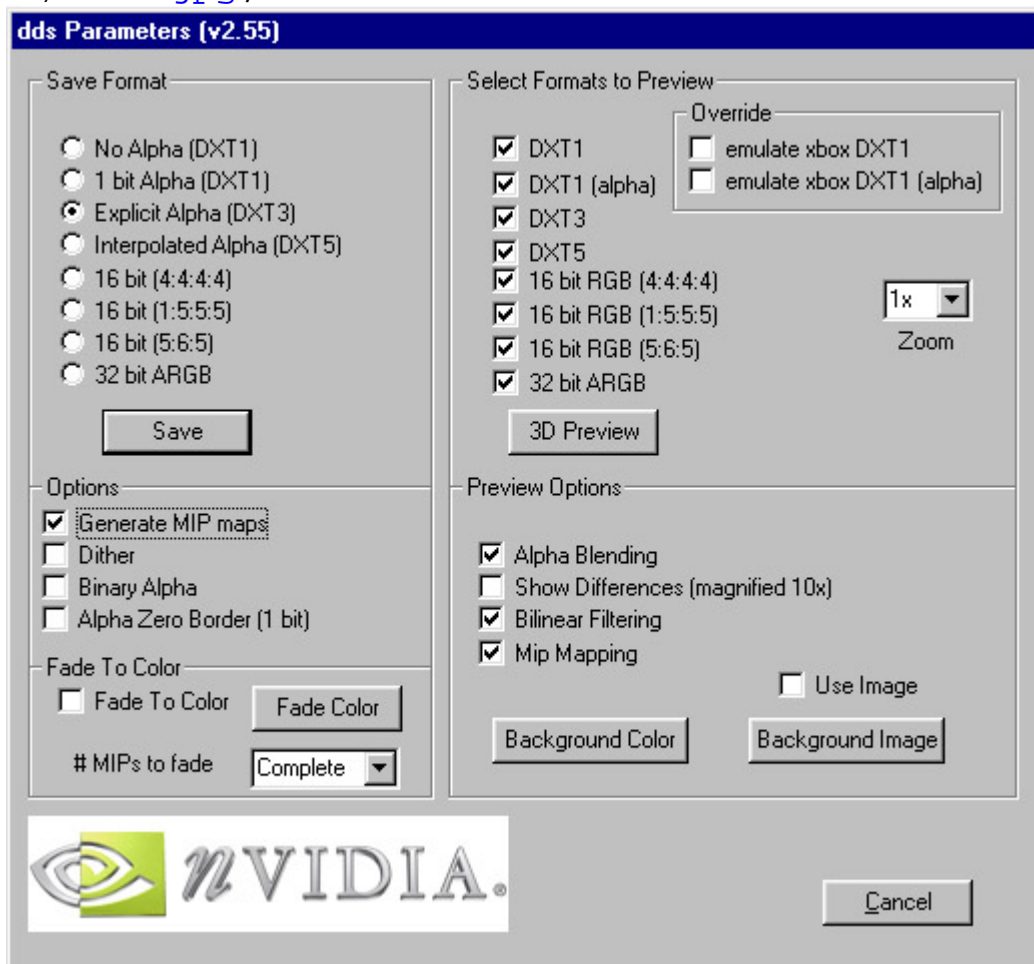 dds Parameters (v2.55)
Save Format
No Alpha (DXT1)
1 bit Alpha (DXT1)
Explicit Alpha (DXT3)
Interpolated Alpha (DXT5)
16 bit (4:4:4:4)
16 bit (1:5:5:5)
16 bit (5:6:5)
32 bit ARGB
Save
Options
Generate MIP maps
Dither
Binary Alpha
Alpha Zero Border (1 bit)
Fade To Color
Fade To Color
Fade Color
# MIPs to fade
Complete
Select Formats to Preview
Override
emulate xbox DXT1
emulate xbox DXT1 (alpha)
DXT1
DXT1 (alpha)
DXT3
DXT5
16 bit RGB (4:4:4:4)
16 bit RGB (1:5:5:5)
16 bit RGB (5:6:5)
32 bit ARGB
1x
Zoom
3D Preview
Preview Options
Alpha Blending
Show Differences (magnified 10x)
Bilinear Filtering
Mip Mapping
Use Image
Background Color
Background Image
nVIDIA®
Cancel